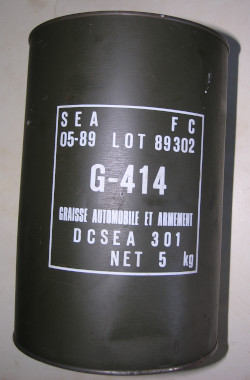 SEA FC
05-89 LOT 89302
G-414
GRAISSE AUTOMOBILE ET ARMEMENT
DCSEA 301
NET 5 kg